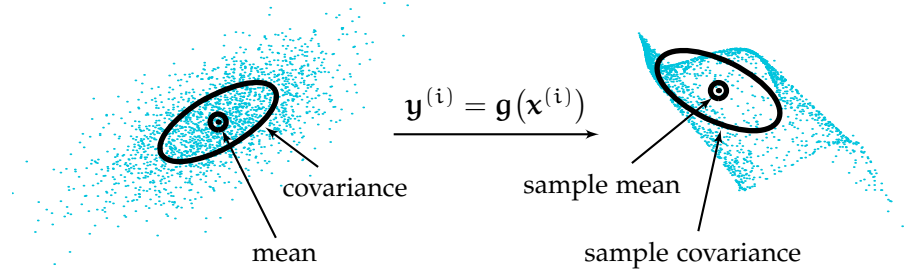 𝐲⁽ⁱ⁾ = 𝐠(𝐱⁽ⁱ⁾)
covariance
sample mean
mean
sample covariance